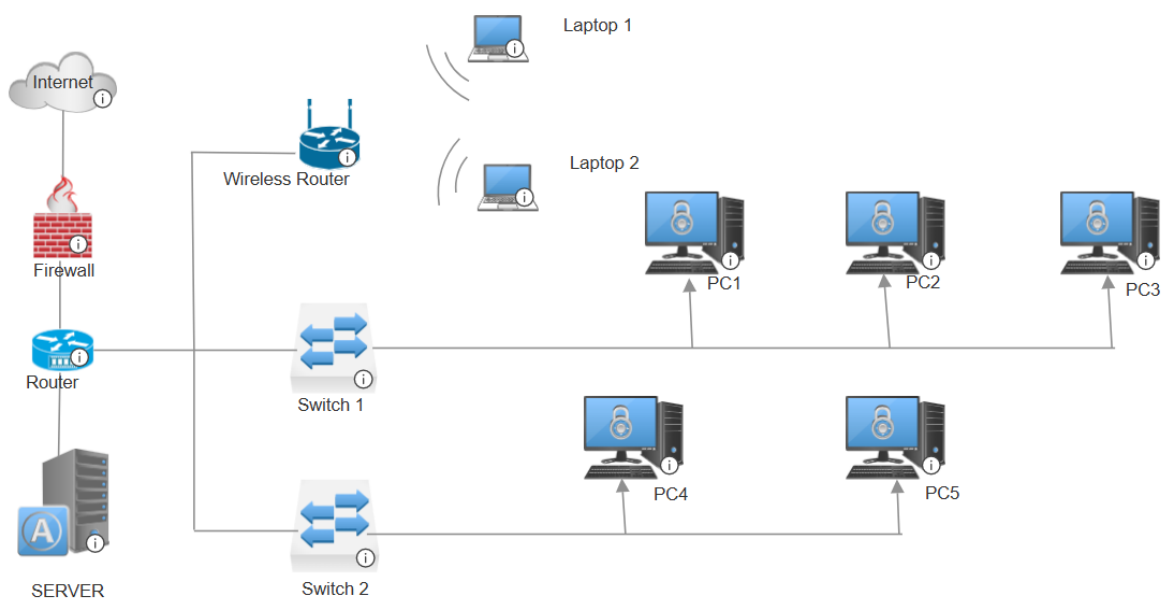 Laptop 1
Internet
Laptop 2
Wireless Router
Firewall
PC1
PC2
PC3
Router
Switch 1
PC4
PC5
A
SERVER
Switch 2